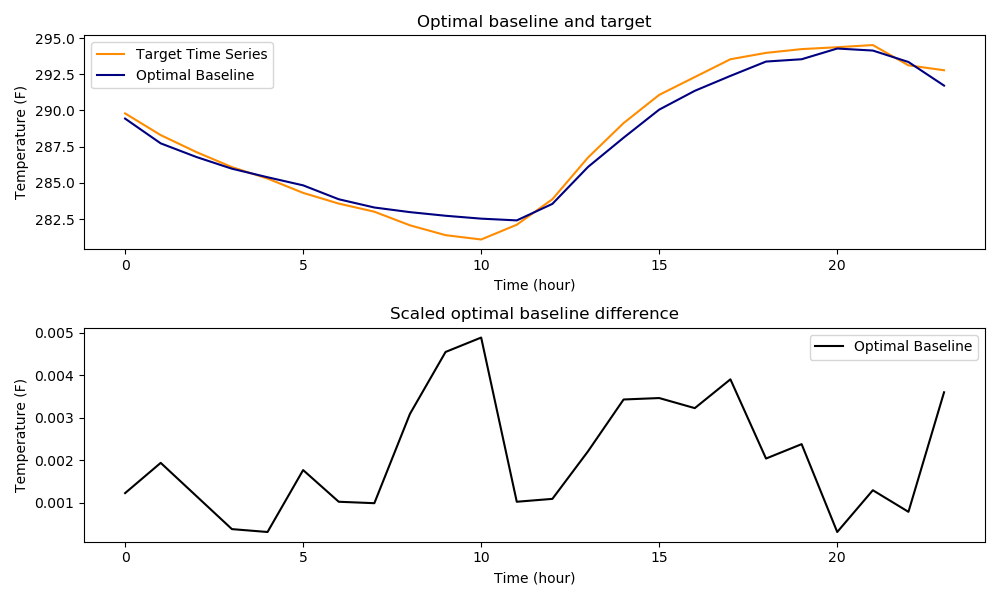 Optimal baseline and target
Temperature (F)
295.0
292.5
290.0
287.5
285.0
282.5
Target Time Series
Optimal Baseline
0 5 10 15 20
Time (hour)
Scaled optimal baseline difference
Temperature (F)
0.005
0.004
0.003
0.002
0.001
Optimal Baseline
0 5 10 15 20
Time (hour)